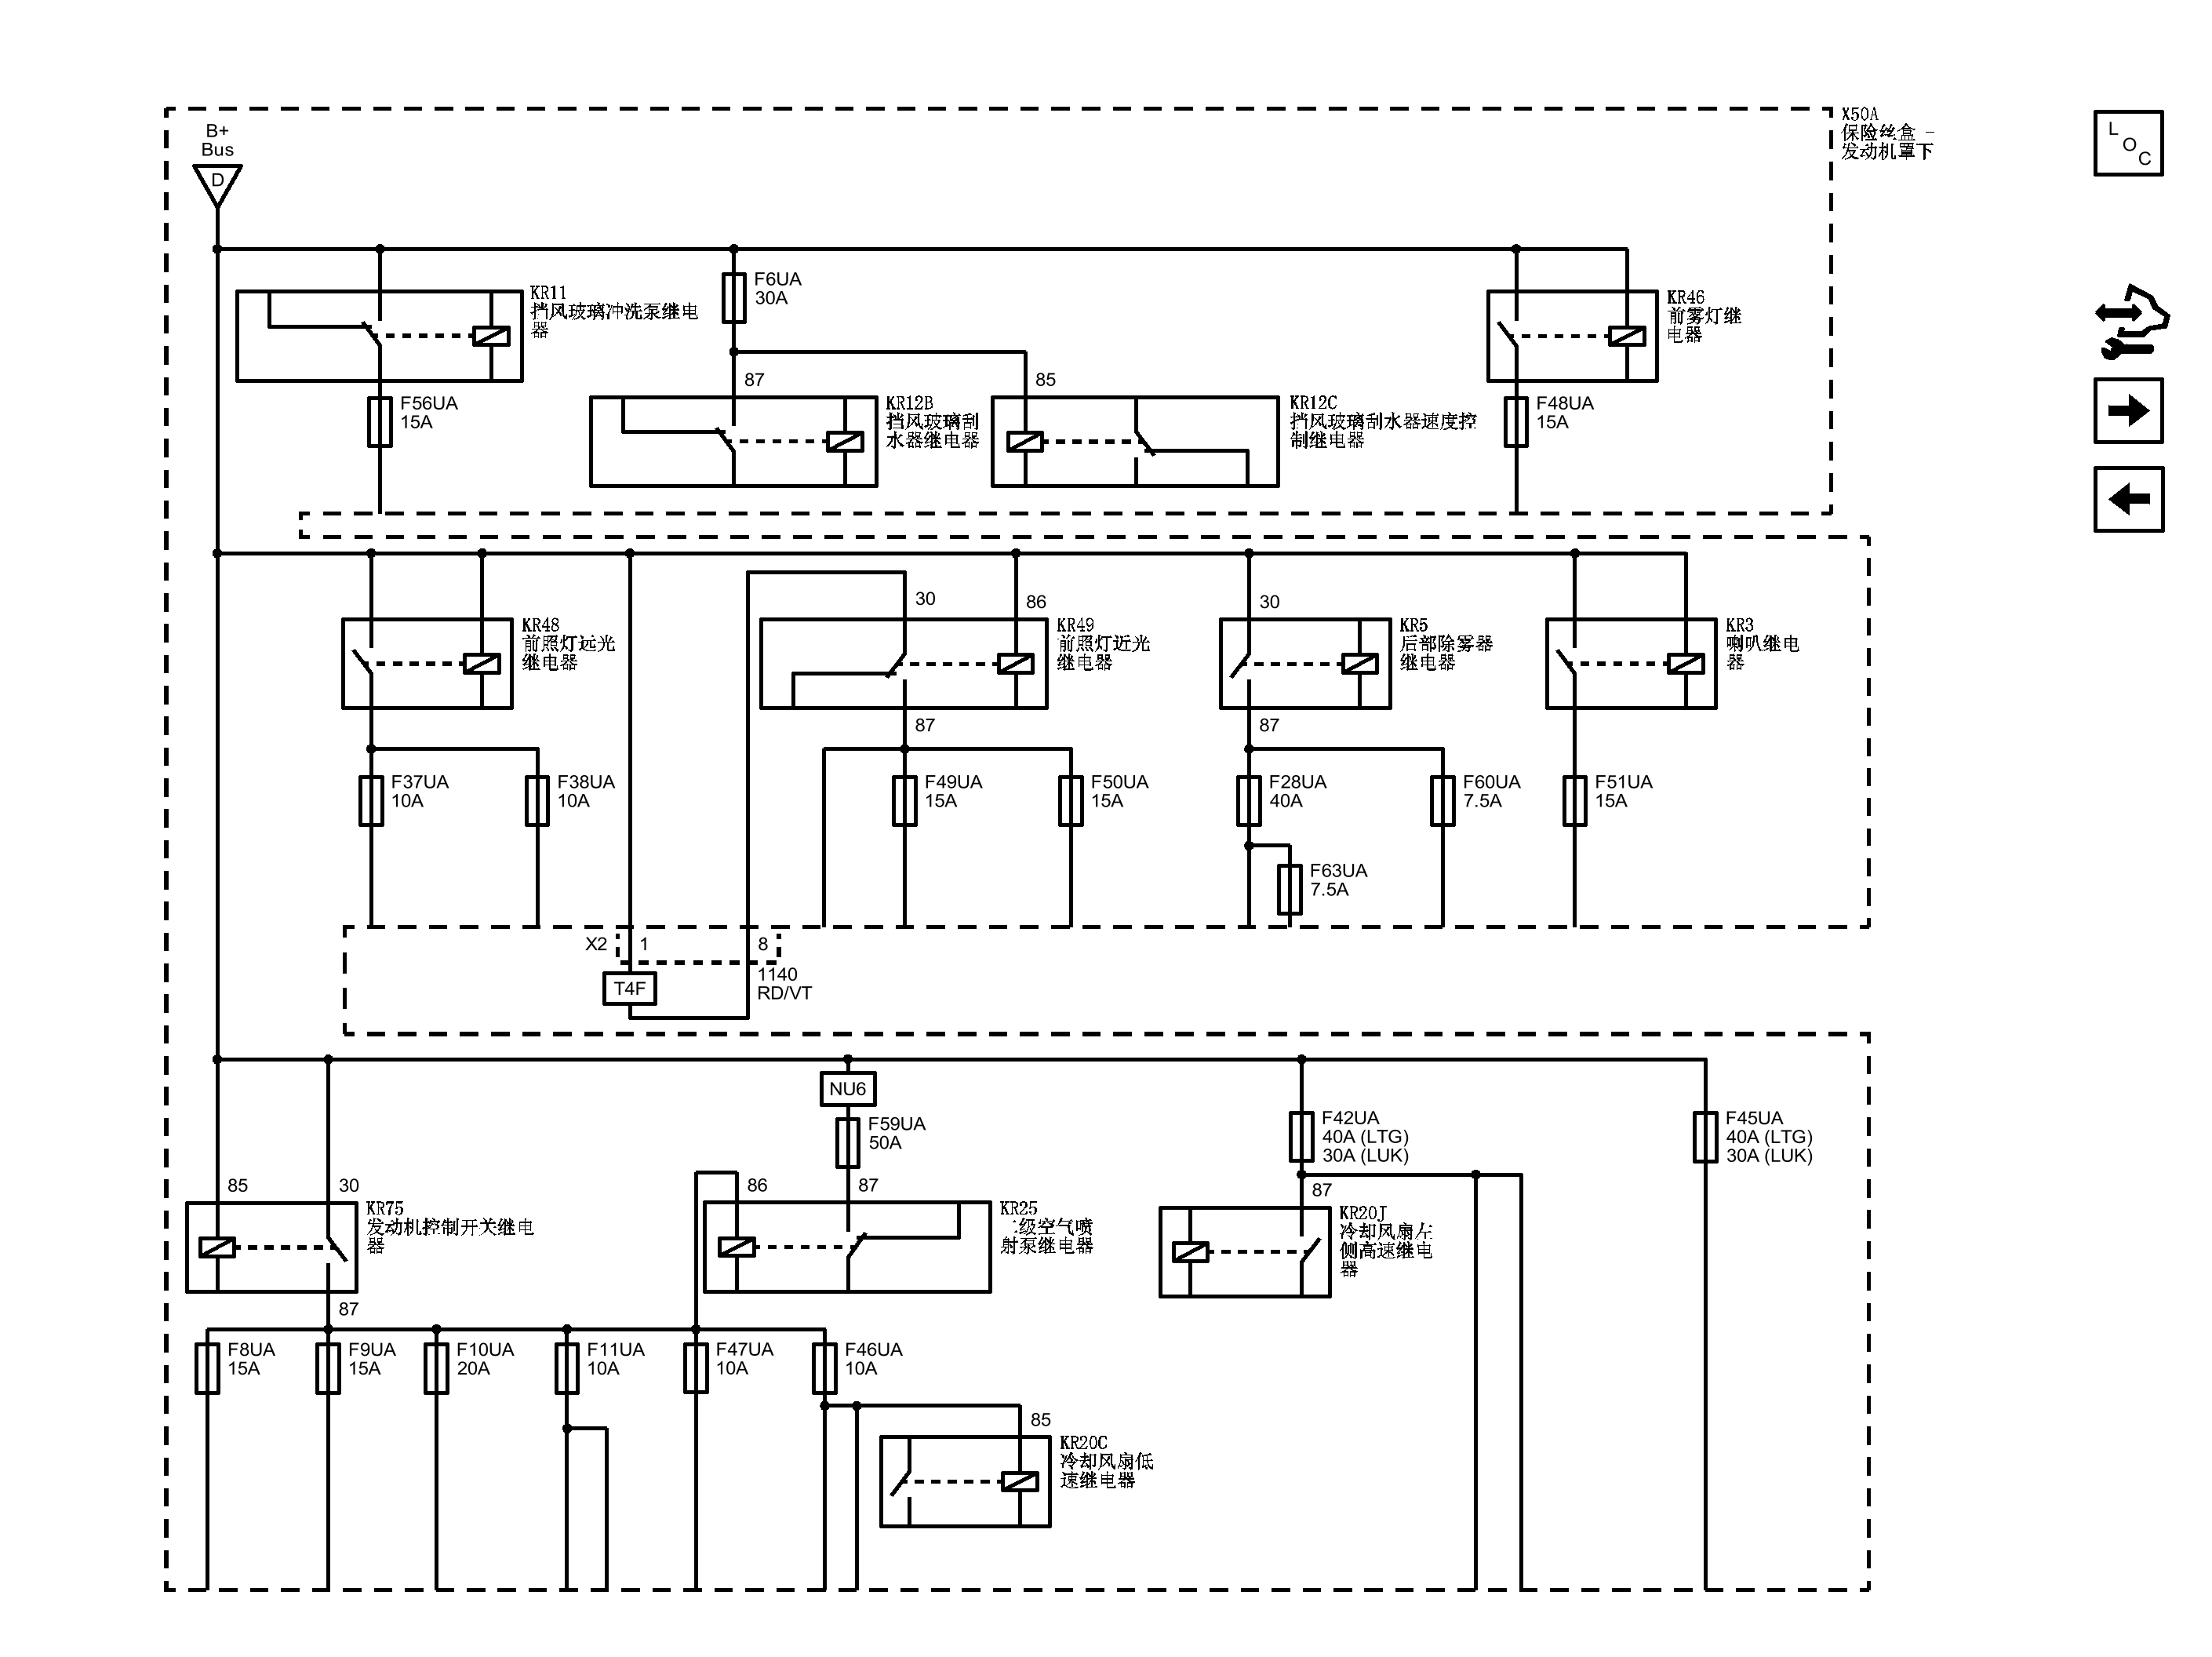 X50A
保险丝盒 -
发动机罩下
L
O
C
B+
Bus
D
KR11
挡风玻璃冲洗泵继电
器
F6UA
30A
KR46
前雾灯继
电器
F56UA
15A
87
KR12B
挡风玻璃刮
水器继电器
85
KR12C
挡风玻璃刮水器速度控
制继电器
F48UA
15A
KR48
前照灯远光
继电器
30
86
KR49
前照灯近光
继电器
30
KR5
后部除雾器
继电器
KR3
喇叭继电
器
87
87
F37UA
10A
F38UA
10A
F49UA
15A
F50UA
15A
F28UA
40A
F60UA
7.5A
F51UA
15A
F63UA
7.5A
X2
1
8
T4F
1140
RD/VT
NU6
F59UA
50A
F42UA
40A (LTG)
30A (LUK)
F45UA
40A (LTG)
30A (LUK)
85
30
KR75
发动机控制开关继电
器
86
87
KR25
二级空气喷
射泵继电器
87
KR20J
冷却风扇左
侧高速继电
器
87
F8UA
15A
F9UA
15A
F10UA
20A
F11UA
10A
F47UA
10A
F46UA
10A
85
KR20C
冷却风扇低
速继电器